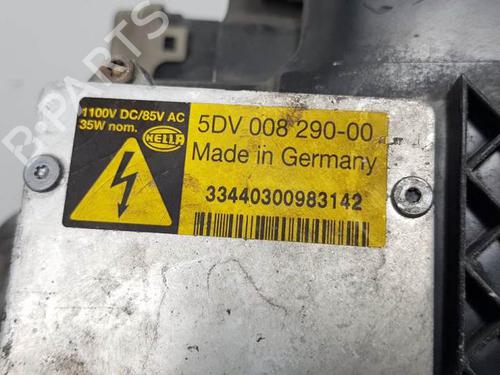 1100V DC/85V AC
35W nom.
HELLA
5DV 008 290-00
Made in Germany
33440300983142
B-PARTS